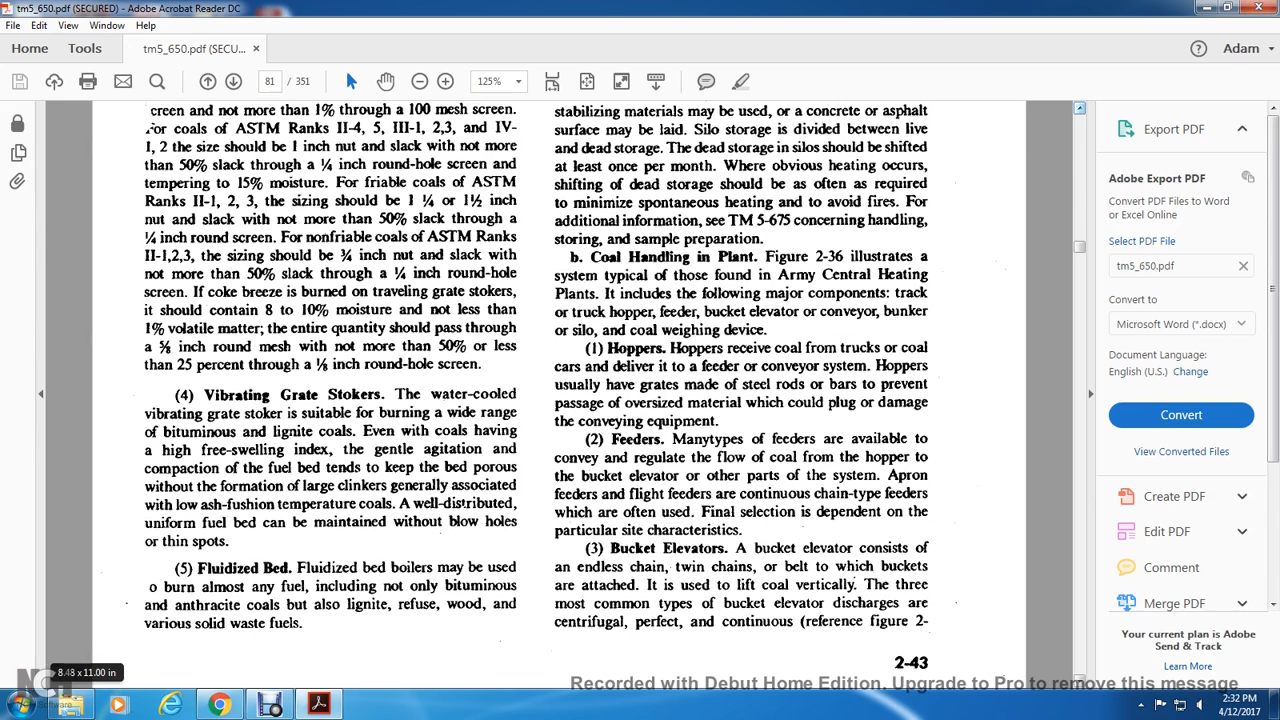 tm5_650.pdf (SECURED) - Adobe Acrobat Reader DC
File Edit View Window Help
Home Tools tm5_650.pdf (SECU... × Adam
81 / 351 125%
creen and not more than 1% through a 100 mesh screen.
For coals of ASTM Ranks II-4, 5, III-1, 2,3, and IV-
1, 2 the size should be 1 inch nut and slack with not more
than 50% slack through a ¼ inch round-hole screen and
tempering to 15% moisture. For friable coals of ASTM
Ranks II-1, 2, 3, the sizing should be 1 ¼ or 1½ inch
nut and slack with not more than 50% slack through a
¼ inch round screen. For nonfriable coals of ASTM Ranks
II-1,2,3, the sizing should be ¾ inch nut and slack with
not more than 50% slack through a ¼ inch round-hole
screen. If coke breeze is burned on traveling grate stokers,
it should contain 8 to 10% moisture and not less than
1% volatile matter; the entire quantity should pass through
a ⅝ inch round mesh with not more than 50% or less
than 25 percent through a ⅛ inch round-hole screen.
(4) Vibrating Grate Stokers. The water-cooled
vibrating grate stoker is suitable for burning a wide range
of bituminous and lignite coals. Even with coals having
a high free-swelling index, the gentle agitation and
compaction of the fuel bed tends to keep the bed porous
without the formation of large clinkers generally associated
with low ash-fushion temperature coals. A well-distributed,
uniform fuel bed can be maintained without blow holes
or thin spots.
(5) Fluidized Bed. Fluidized bed boilers may be used
o burn almost any fuel, including not only bituminous
and anthracite coals but also lignite, refuse, wood, and
various solid waste fuels.
stabilizing materials may be used, or a concrete or asphalt
surface may be laid. Silo storage is divided between live
and dead storage. The dead storage in silos should be shifted
at least once per month. Where obvious heating occurs,
shifting of dead storage should be as often as required
to minimize spontaneous heating and to avoid fires. For
additional information, see TM 5-675 concerning handling,
storing, and sample preparation.
b. Coal Handling in Plant. Figure 2-36 illustrates a
system typical of those found in Army Central Heating
Plants. It includes the following major components: track
or truck hopper, feeder, bucket elevator or conveyor, bunker
or silo, and coal weighing device.
(1) Hoppers. Hoppers receive coal from trucks or coal
cars and deliver it to a feeder or conveyor system. Hoppers
usually have grates made of steel rods or bars to prevent
passage of oversized material which could plug or damage
the conveying equipment.
(2) Feeders. Manytypes of feeders are available to
convey and regulate the flow of coal from the hopper to
the bucket elevator or other parts of the system. Apron
feeders and flight feeders are continuous chain-type feeders
which are often used. Final selection is dependent on the
particular site characteristics.
(3) Bucket Elevators. A bucket elevator consists of
an endless chain, twin chains, or belt to which buckets
are attached. It is used to lift coal vertically. The three
most common types of bucket elevator discharges are
centrifugal, perfect, and continuous (reference figure 2-
2-43
Export PDF
Adobe Export PDF
Convert PDF Files to Word
or Excel Online
Select PDF File
tm5_650.pdf
Convert to
Microsoft Word (*.docx)
Document Language:
English (U.S.) Change
Convert
View Converted Files
Create PDF
Edit PDF
Comment
Merge PDF
Your current plan is Adobe
Send & Track
Learn More
8.48 x 11.00 in
NCH
Software
Recorded with Debut Home Edition. Upgrade to Pro to remove this message
2:32 PM
4/12/2017